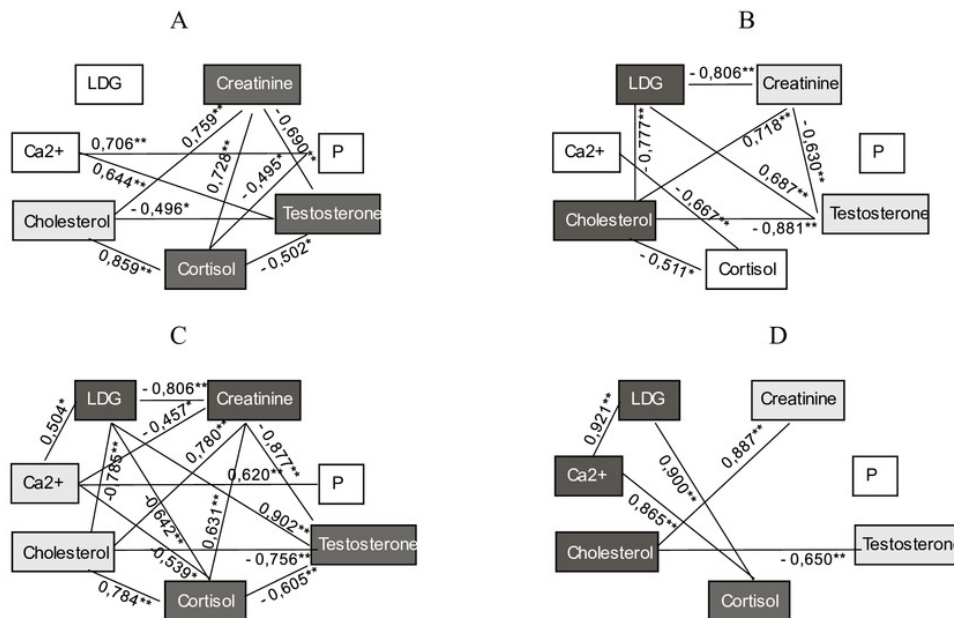 A
LDG
Creatinine
Ca2+
P
Cholesterol
Testosterone
Cortisol
0,706**
0,759**
- 0,690**
0,644**
0,728**
- 0,495*
- 0,496*
0,859**
- 0,502*
B
LDG
- 0,806**
Creatinine
Ca2+
P
Cholesterol
Testosterone
Cortisol
- 0,777**
0,718**
- 0,630**
0,687**
- 0,667**
- 0,881**
- 0,511*
C
LDG
- 0,806**
Creatinine
0,504*
-0,457*
0,780**
- 0,877**
Ca2+
0,620**
P
-0,785**
-0,642**
0,631**
0,902**
Cholesterol
Testosterone
-0,539*
- 0,756**
0,784**
Cortisol
- 0,605**
D
LDG
Creatinine
0,921**
0,887**
Ca2+
P
0,900**
0,865**
Cholesterol
Testosterone
- 0,650**
Cortisol